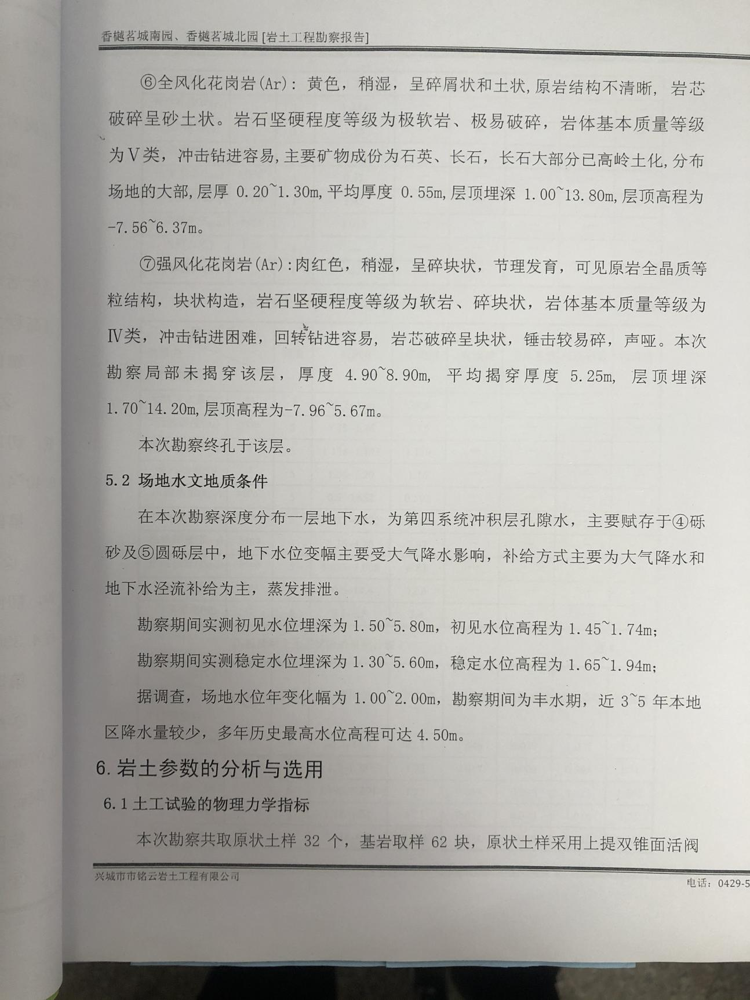 香樾茗城南园、香樾茗城北园 [岩土工程勘察报告]
⑥全风化花岗岩(Ar)：黄色，稍湿，呈碎屑状和土状,原岩结构不清晰, 岩芯
破碎呈砂土状。岩石坚硬程度等级为极软岩、极易破碎，岩体基本质量等级
为Ⅴ类，冲击钻进容易,主要矿物成份为石英、长石，长石大部分已高岭土化,分布
场地的大部,层厚 0.20~1.30m,平均厚度 0.55m,层顶埋深 1.00~13.80m,层顶高程为
-7.56~6.37m。
⑦强风化花岗岩(Ar):肉红色，稍湿，呈碎块状，节理发育，可见原岩全晶质等
粒结构，块状构造，岩石坚硬程度等级为软岩、碎块状，岩体基本质量等级为
Ⅳ类，冲击钻进困难，回转钻进容易, 岩芯破碎呈块状，锤击较易碎，声哑。本次
勘察局部未揭穿该层，厚度 4.90~8.90m, 平均揭穿厚度 5.25m, 层顶埋深
1.70~14.20m,层顶高程为-7.96~5.67m。
本次勘察终孔于该层。
5.2 场地水文地质条件
在本次勘察深度分布一层地下水，为第四系统冲积层孔隙水，主要赋存于④砾
砂及⑤圆砾层中，地下水位变幅主要受大气降水影响，补给方式主要为大气降水和
地下水泾流补给为主，蒸发排泄。
勘察期间实测初见水位埋深为 1.50~5.80m，初见水位高程为 1.45~1.74m；
勘察期间实测稳定水位埋深为 1.30~5.60m，稳定水位高程为 1.65~1.94m；
据调查，场地水位年变化幅为 1.00~2.00m，勘察期间为丰水期，近 3~5 年本地
区降水量较少，多年历史最高水位高程可达 4.50m。
6.岩土参数的分析与选用
6.1 土工试验的物理力学指标
本次勘察共取原状土样 32 个，基岩取样 62 块，原状土样采用上提双锥面活阀
兴城市市铭云岩土工程有限公司
电话：0429-5